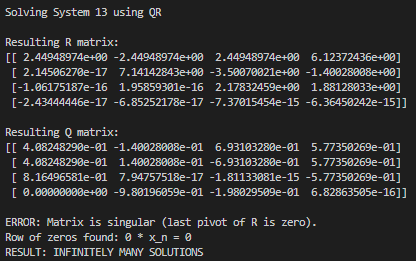 Solving System 13 using QR
Resulting R matrix:
[[ 2.44948974e+00 -2.44948974e+00  2.44948974e+00  6.12372436e+00]
 [ 2.14506270e-17  7.14142843e+00 -3.50070021e+00 -1.40028008e+00]
 [-1.06175187e-16  1.95859301e-16  2.17832459e+00  1.88128033e+00]
 [-2.43444446e-17 -6.85252178e-17 -7.37015454e-15 -6.36450242e-15]]
Resulting Q matrix:
[[ 4.08248290e-01 -1.40028008e-01  6.93103280e-01  5.77350269e-01]
 [ 4.08248290e-01  1.40028008e-01 -6.93103280e-01  5.77350269e-01]
 [ 8.16496581e-01  7.94757518e-17 -1.81133081e-15 -5.77350269e-01]
 [ 0.00000000e+00 -9.80196059e-01 -1.98029509e-01  6.82863505e-16]]
ERROR: Matrix is singular (last pivot of R is zero).
Row of zeros found: 0 * x_n = 0
RESULT: INFINITELY MANY SOLUTIONS